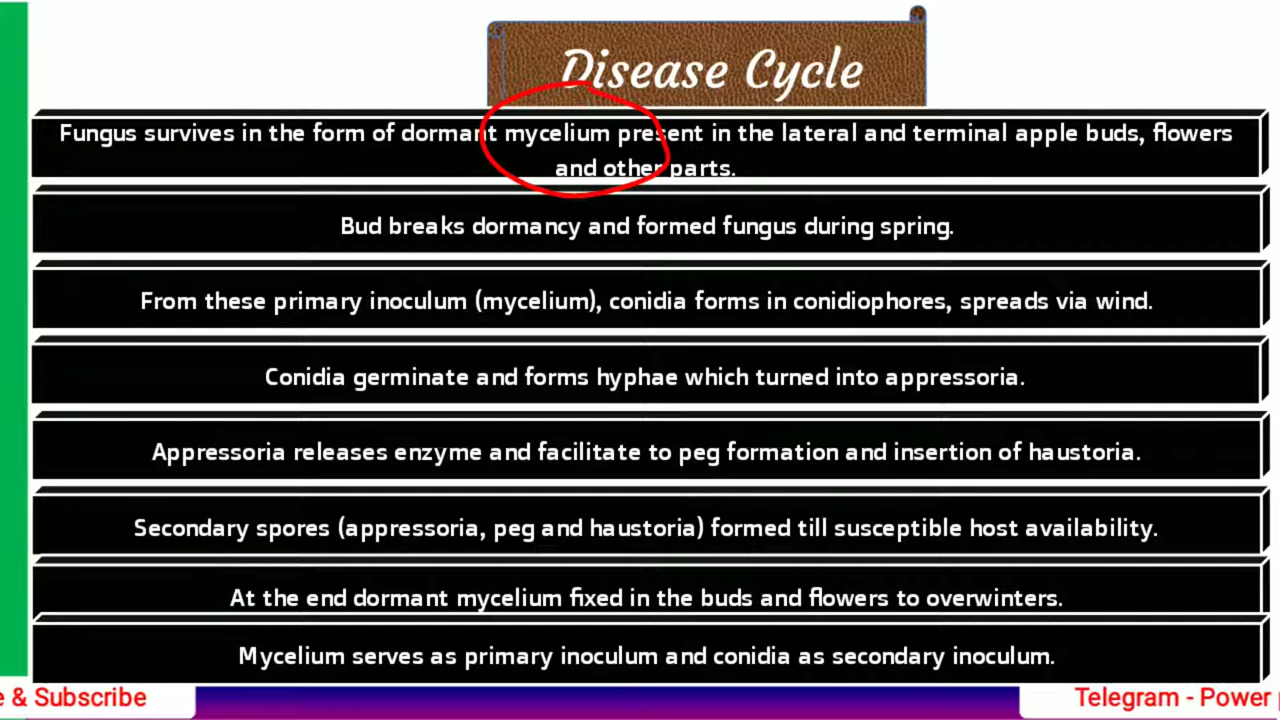 Disease Cycle
Fungus survives in the form of dormant mycelium present in the lateral and terminal apple buds, flowers
and other parts.
Bud breaks dormancy and formed fungus during spring.
From these primary inoculum (mycelium), conidia forms in conidiophores, spreads via wind.
Conidia germinate and forms hyphae which turned into appressoria.
Appressoria releases enzyme and facilitate to peg formation and insertion of haustoria.
Secondary spores (appressoria, peg and haustoria) formed till susceptible host availability.
At the end dormant mycelium fixed in the buds and flowers to overwinters.
Mycelium serves as primary inoculum and conidia as secondary inoculum.
e & Subscribe
Telegram - Power